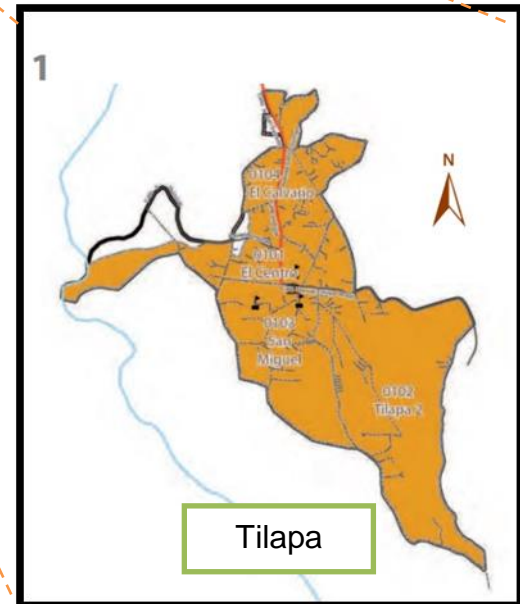 1
N
0104
El Calvario
0101
El Centro
0103
San
Miguel
0102
Tilapa 2
Tilapa